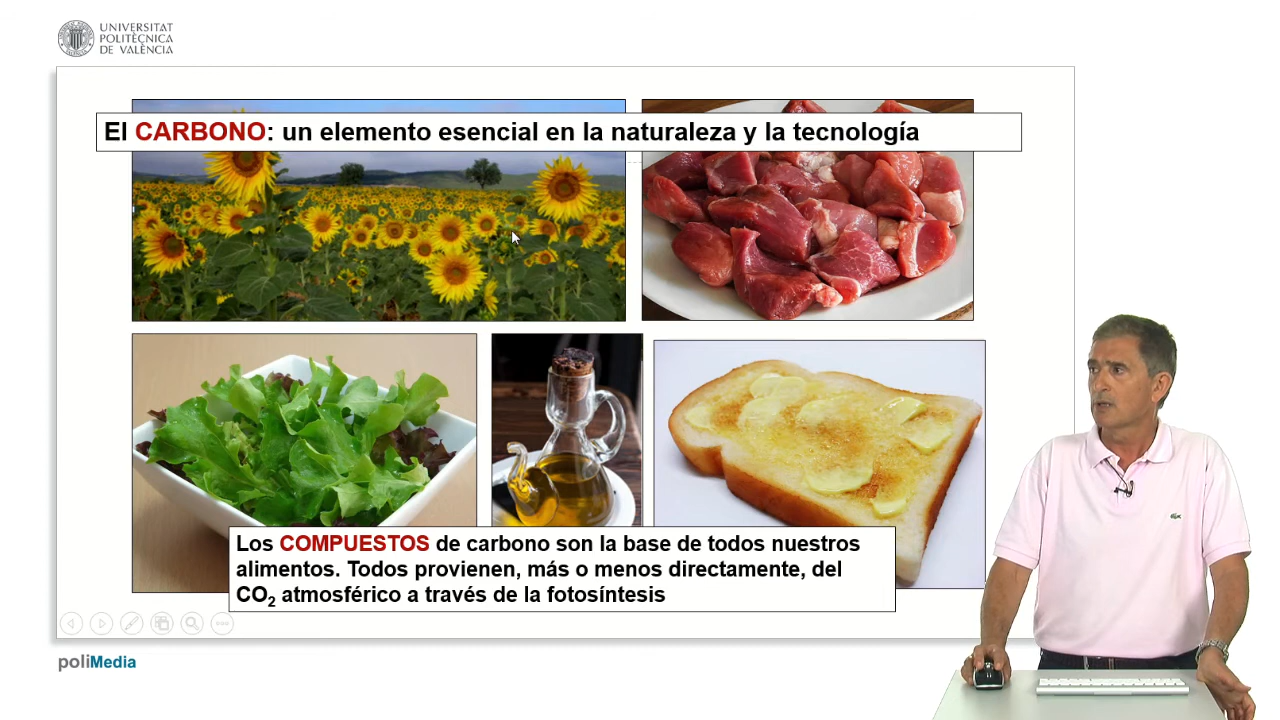 UNIVERSITAT
POLITÈCNICA
DE VALÈNCIA
El CARBONO: un elemento esencial en la naturaleza y la tecnología
Los COMPUESTOS de carbono son la base de todos nuestros
alimentos. Todos provienen, más o menos directamente, del
CO₂ atmosférico a través de la fotosíntesis
poliMedia